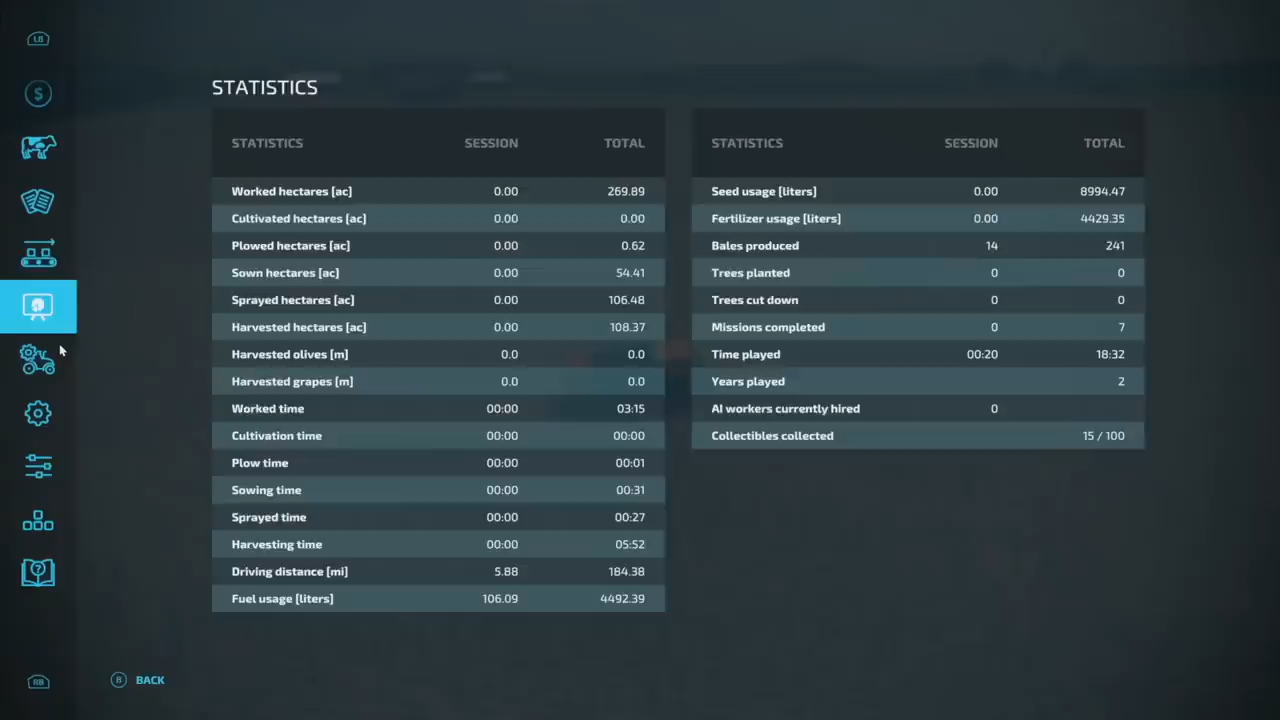 LB
$
STATISTICS
STATISTICS SESSION TOTAL
Worked hectares [ac] 0.00 269.89
Cultivated hectares [ac] 0.00 0.00
Plowed hectares [ac] 0.00 0.62
Sown hectares [ac] 0.00 54.41
Sprayed hectares [ac] 0.00 106.48
Harvested hectares [ac] 0.00 108.37
Harvested olives [m] 0.0 0.0
Harvested grapes [m] 0.0 0.0
Worked time 00:00 03:15
Cultivation time 00:00 00:00
Plow time 00:00 00:01
Sowing time 00:00 00:31
Sprayed time 00:00 00:27
Harvesting time 00:00 05:52
Driving distance [mi] 5.88 184.38
Fuel usage [liters] 106.09 4492.39
STATISTICS SESSION TOTAL
Seed usage [liters] 0.00 8994.47
Fertilizer usage [liters] 0.00 4429.35
Bales produced 14 241
Trees planted 0 0
Trees cut down 0 0
Missions completed 0 7
Time played 00:20 18:32
Years played 2
AI workers currently hired 0
Collectibles collected 15 / 100
?
RB
B BACK